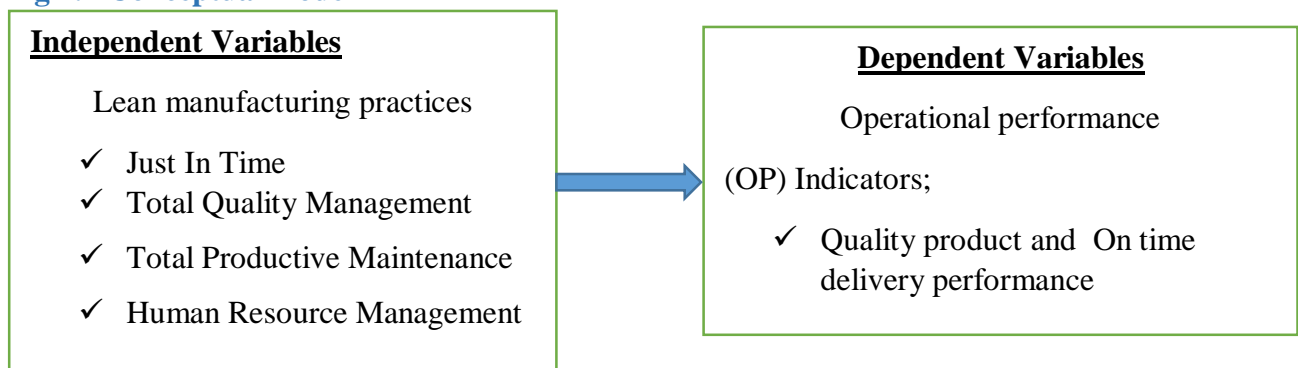 Independent Variables
Lean manufacturing practices
✓ Just In Time
✓ Total Quality Management
✓ Total Productive Maintenance
✓ Human Resource Management
Dependent Variables
Operational performance
(OP) Indicators;
✓ Quality product and On time
delivery performance